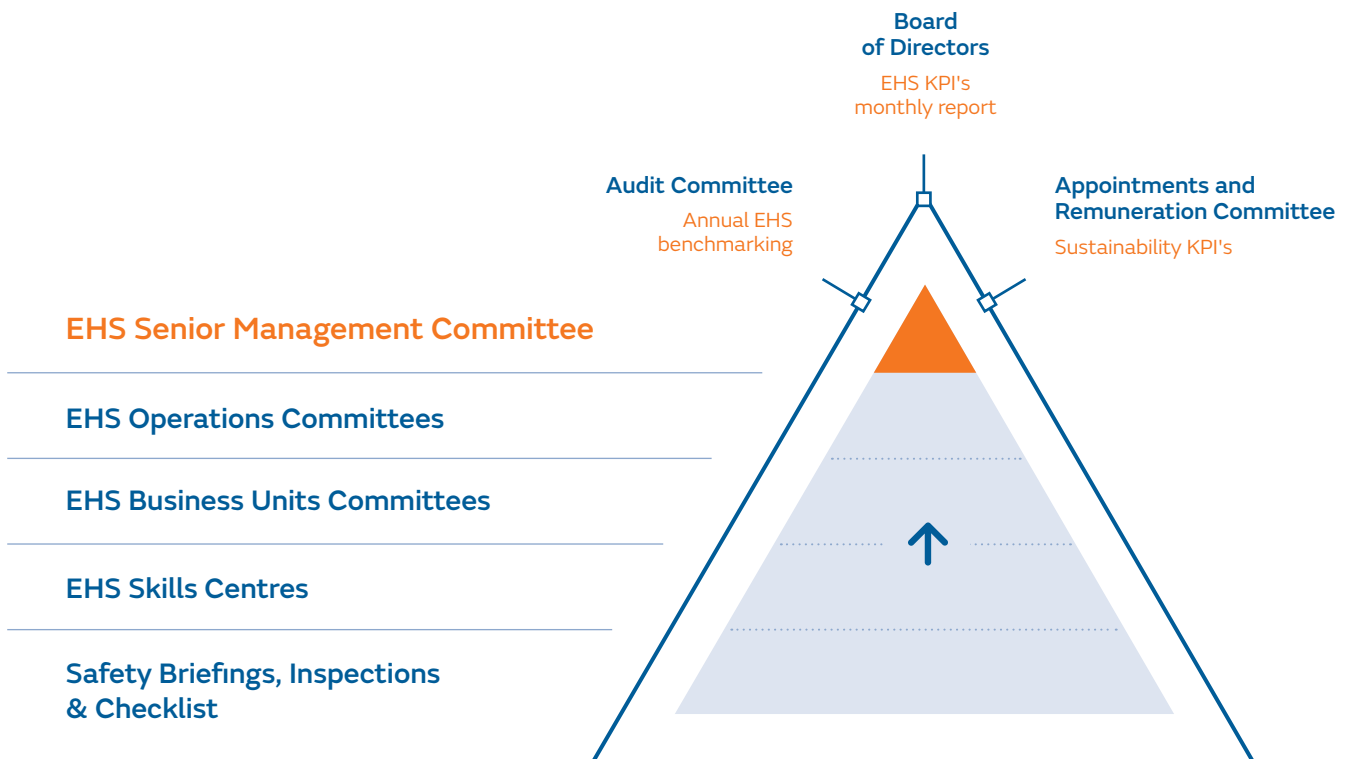 Board
of Directors
EHS KPI's
monthly report
Audit Committee
Annual EHS
benchmarking
Appointments and
Remuneration Committee
Sustainability KPI's
EHS Senior Management Committee
EHS Operations Committees
EHS Business Units Committees
EHS Skills Centres
Safety Briefings, Inspections
& Checklist